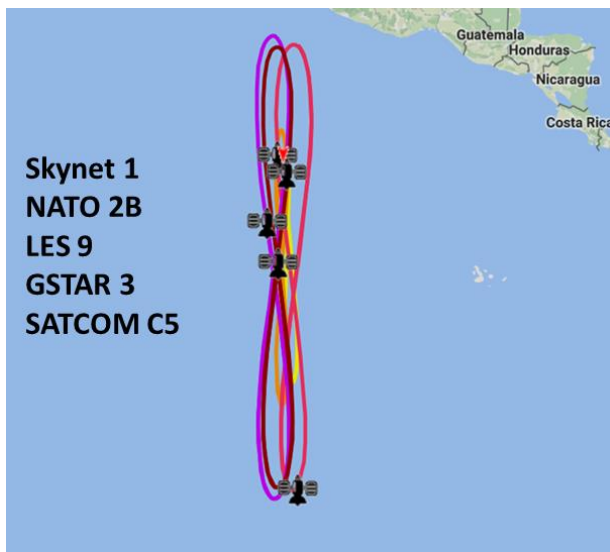 Guatemala
Honduras
Nicaragua
Costa Rica
Skynet 1
NATO 2B
LES 9
GSTAR 3
SATCOM C5